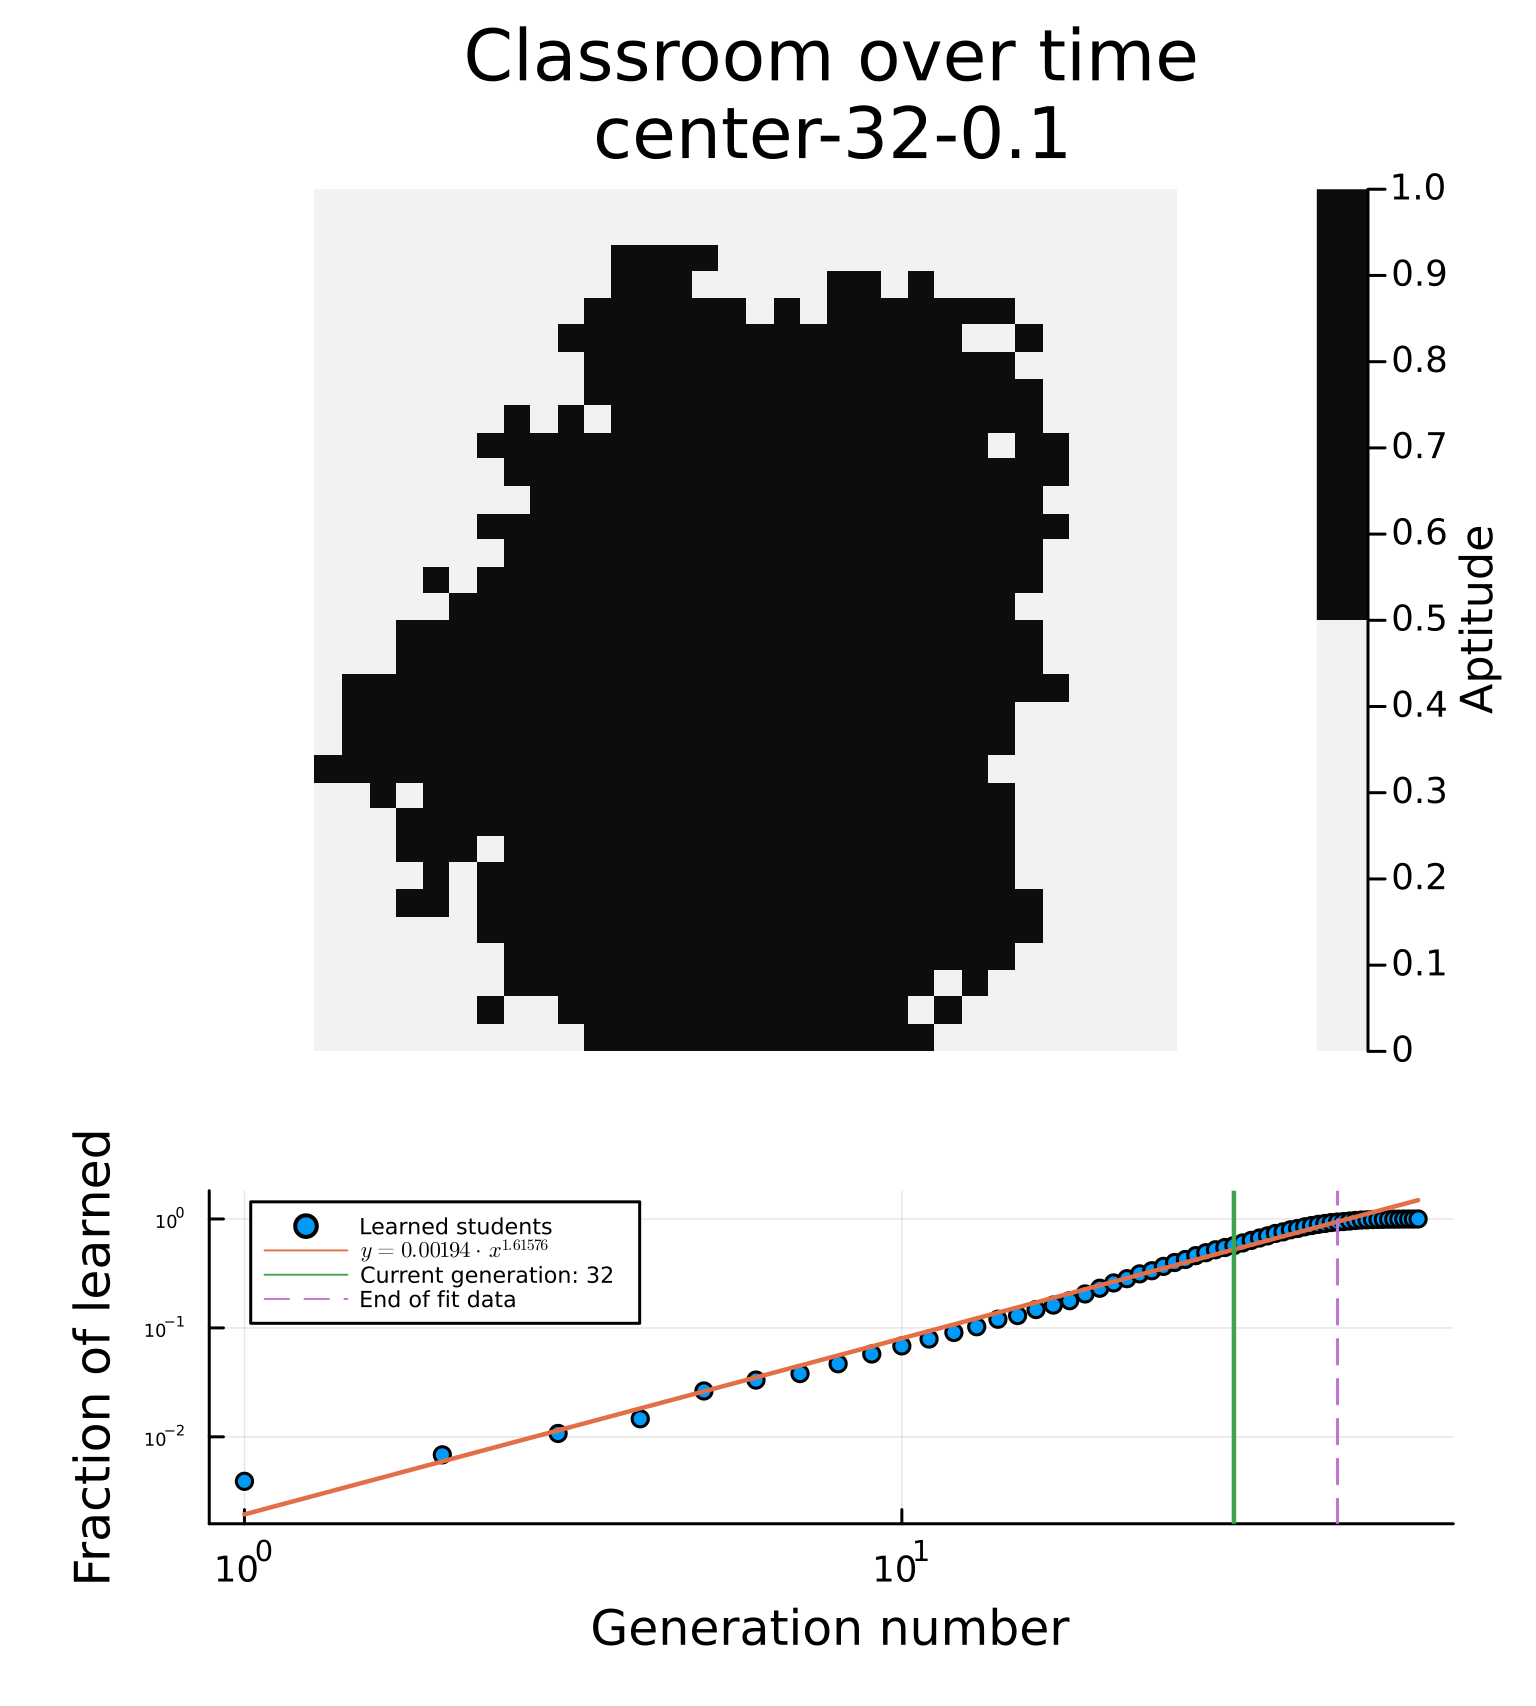 Classroom over time
center-32-0.1
1.0
0.9
0.8
0.7
0.6
0.5
0.4
0.3
0.2
0.1
0
Aptitude
Fraction of learned
10^0
10^-1
10^-2
Learned students
y = 0.00194 · x^1.61576
Current generation: 32
End of fit data
10^0
10^1
Generation number